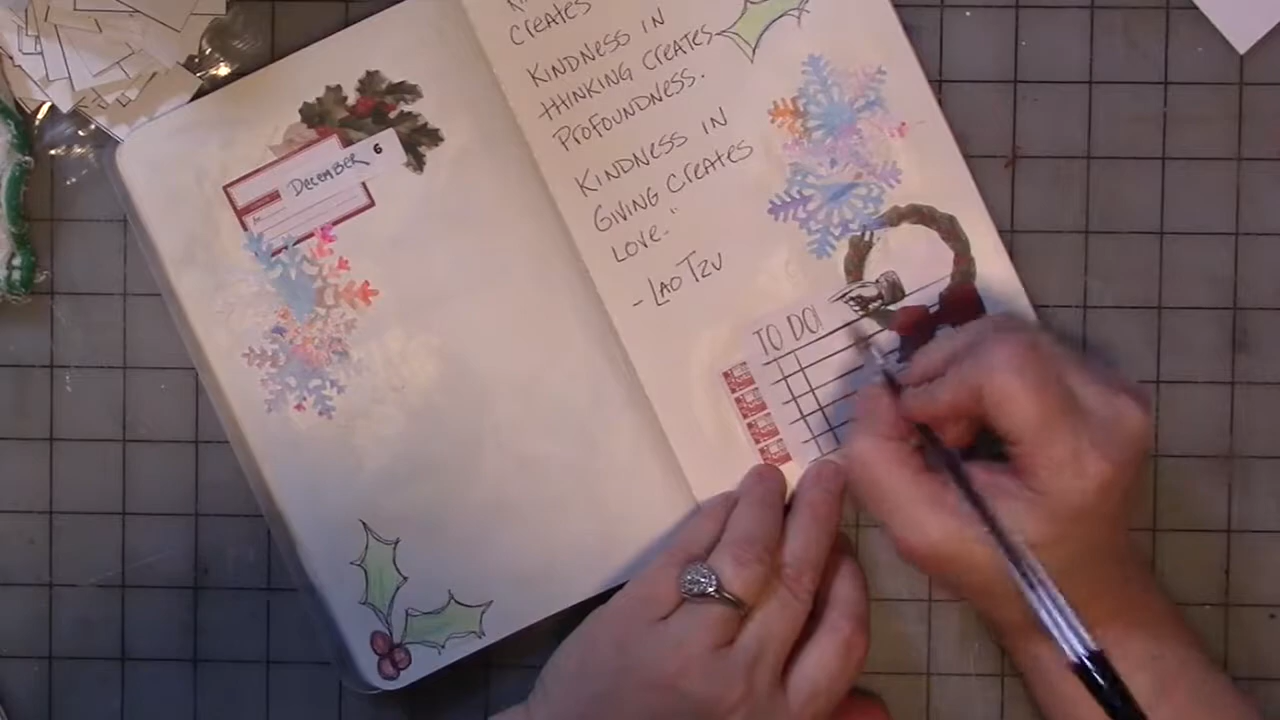 December 6
Creates
Kindness in
thinking creates
Profoundness.
Kindness in
Giving creates
Love."
- Lao Tzu
TO DO!